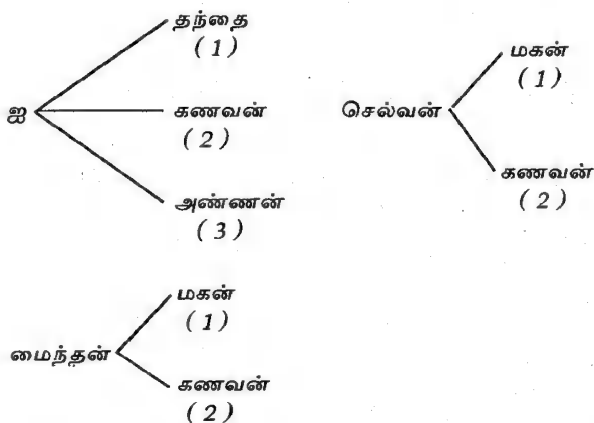 தந்தை
(1)
ஐ
கணவன்
(2)
அண்ணன்
(3)
மகன்
(1)
செல்வன்
கணவன்
(2)
மகன்
(1)
மைந்தன்
கணவன்
(2)